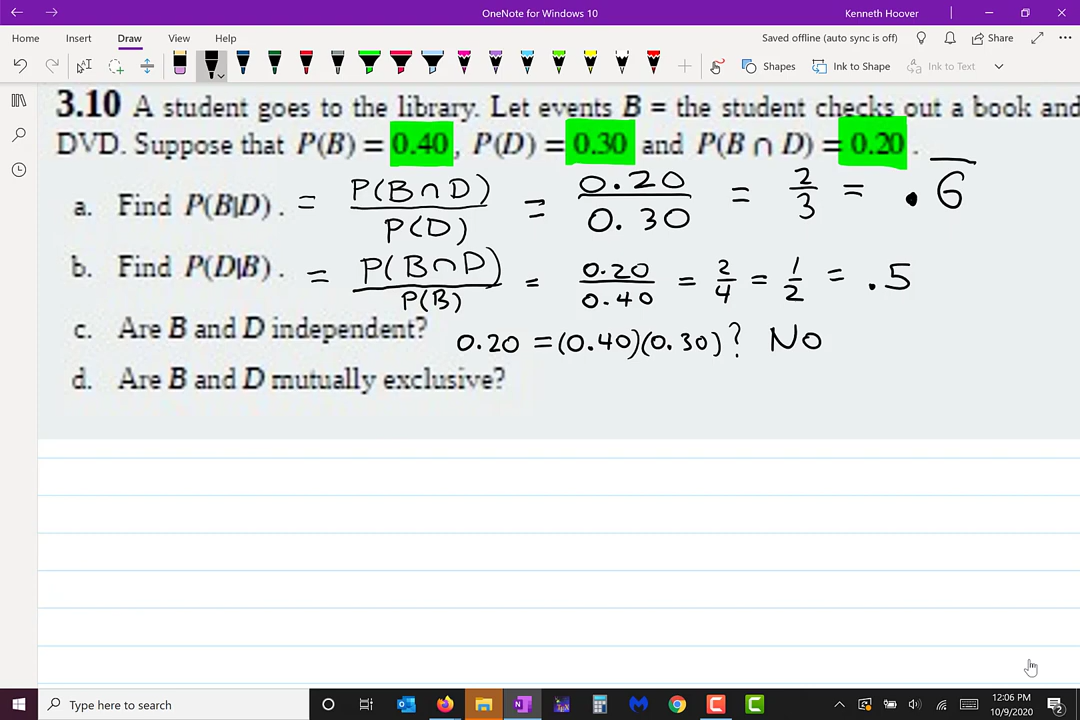 OneNote for Windows 10
Kenneth Hoover
Home Insert Draw View Help
Saved offline (auto sync is off)
Share
Shapes
Ink to Shape
Ink to Text
3.10 A student goes to the library. Let events B = the student checks out a book and
DVD. Suppose that P(B) = 0.40, P(D) = 0.30 and P(B ∩ D) = 0.20 .
a. Find P(B|D) . = P(B∩D)/P(D) = 0.20/0.30 = 2/3 = .6̅
b. Find P(D|B) . = P(B∩D)/P(B) = 0.20/0.40 = 2/4 = 1/2 = .5
c. Are B and D independent? 0.20 = (0.40)(0.30)? No
d. Are B and D mutually exclusive?
Type here to search
12:06 PM
10/9/2020
2